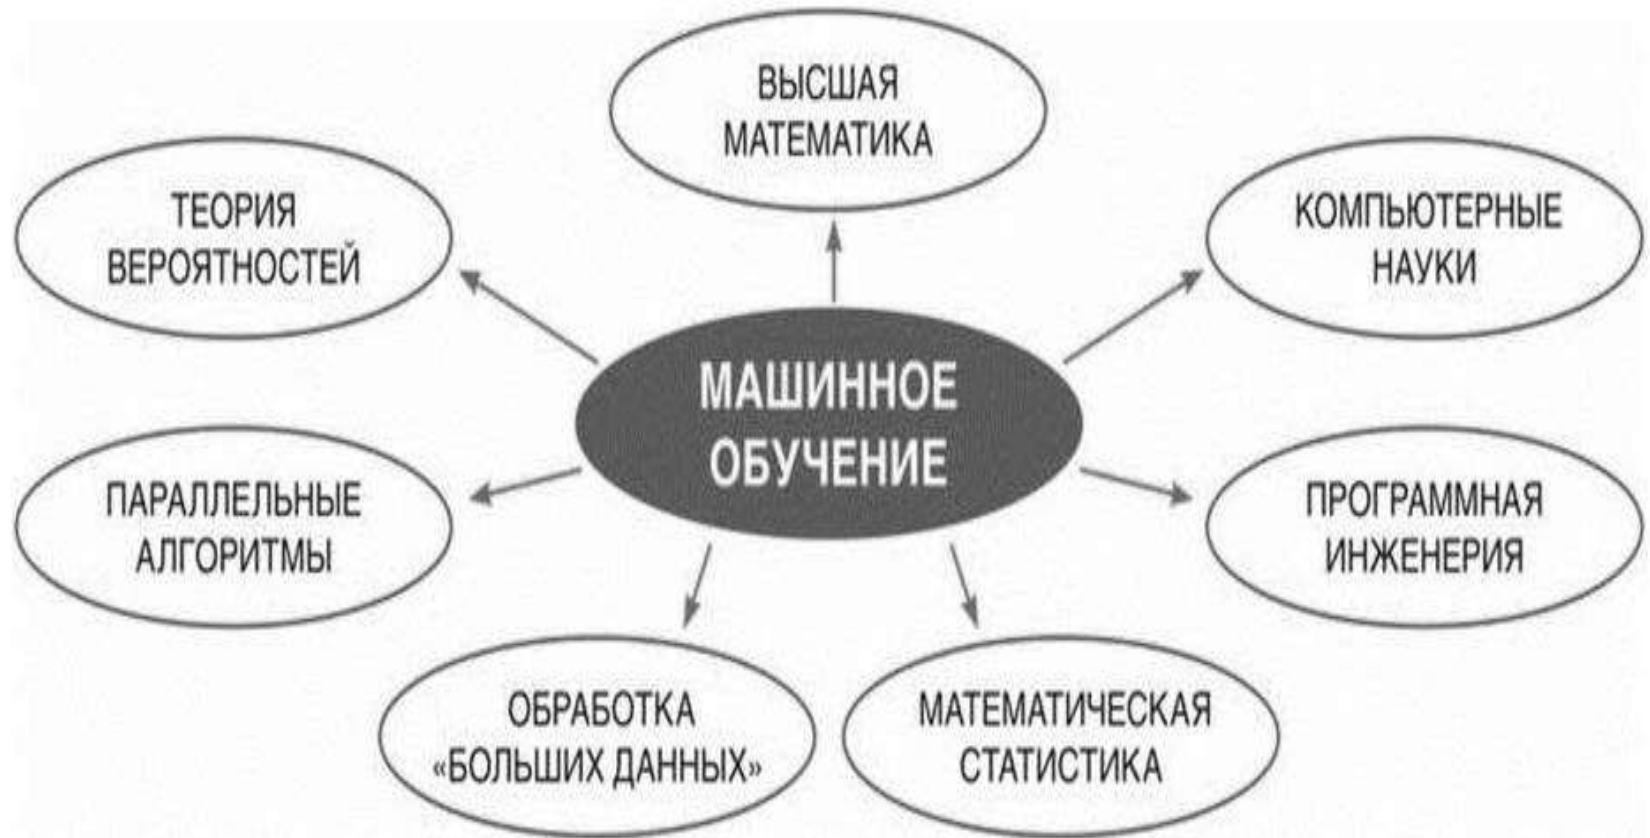 ВЫСШАЯ
МАТЕМАТИКА
ТЕОРИЯ
ВЕРОЯТНОСТЕЙ
КОМПЬЮТЕРНЫЕ
НАУКИ
МАШИННОЕ
ОБУЧЕНИЕ
ПАРАЛЛЕЛЬНЫЕ
АЛГОРИТМЫ
ПРОГРАММНАЯ
ИНЖЕНЕРИЯ
ОБРАБОТКА
«БОЛЬШИХ ДАННЫХ»
МАТЕМАТИЧЕСКАЯ
СТАТИСТИКА